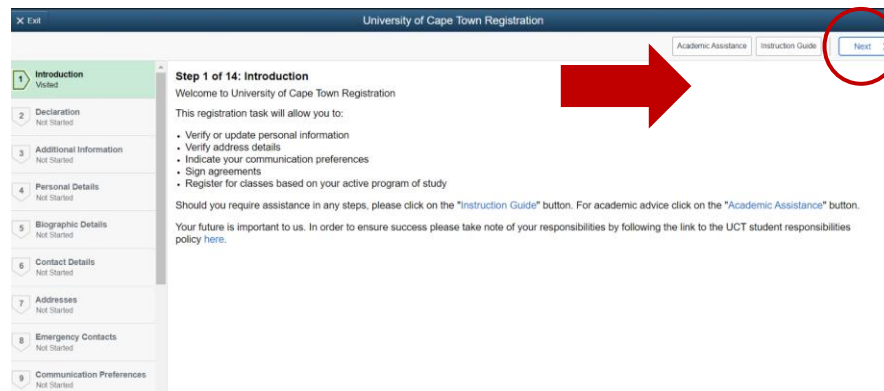 Exit
University of Cape Town Registration
Academic Assistance
Instruction Guide
Next
1
Introduction
Visited
2
Declaration
Not Started
3
Additional Information
Not Started
4
Personal Details
Not Started
5
Biographic Details
Not Started
6
Contact Details
Not Started
7
Addresses
Not Started
8
Emergency Contacts
Not Started
9
Communication Preferences
Not Started
Step 1 of 14: Introduction
Welcome to University of Cape Town Registration
This registration task will allow you to:
• Verify or update personal information
• Verify address details
• Indicate your communication preferences
• Sign agreements
• Register for classes based on your active program of study
Should you require assistance in any steps, please click on the "Instruction Guide" button. For academic advice click on the "Academic Assistance" button.
Your future is important to us. In order to ensure success please take note of your responsibilities by following the link to the UCT student responsibilities
policy here.